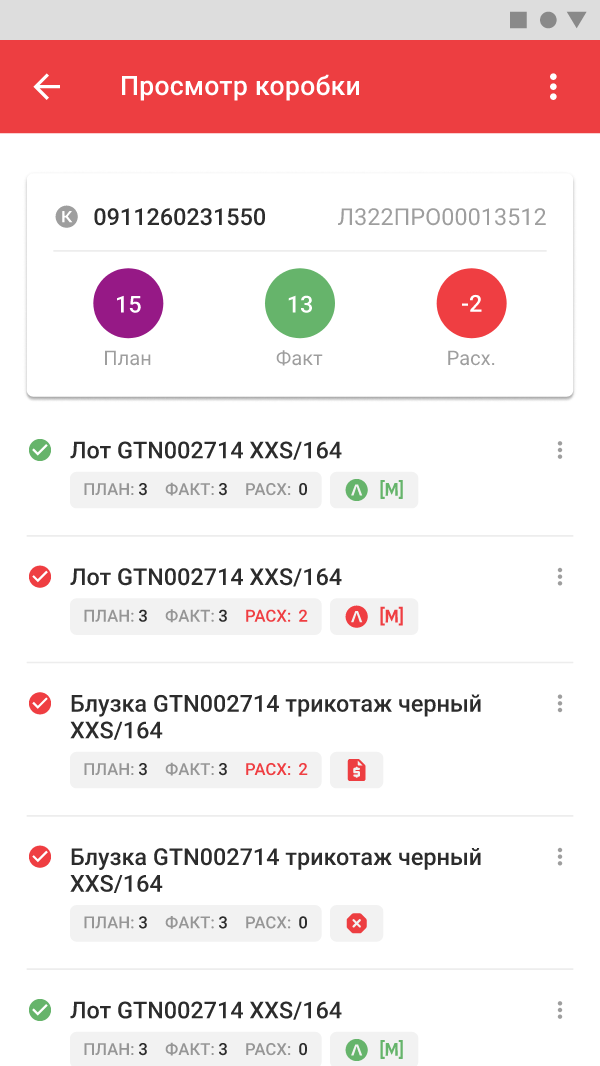 Просмотр коробки
К 0911260231550 Л322ПРО00013512
15 13 -2
План Факт Расх.
Лот GTN002714 XXS/164
ПЛАН: 3 ФАКТ: 3 РАСХ: 0 Λ [M]
Лот GTN002714 XXS/164
ПЛАН: 3 ФАКТ: 3 РАСХ: 2 Λ [M]
Блузка GTN002714 трикотаж черный
XXS/164
ПЛАН: 3 ФАКТ: 3 РАСХ: 2 $
Блузка GTN002714 трикотаж черный
XXS/164
ПЛАН: 3 ФАКТ: 3 РАСХ: 0
Лот GTN002714 XXS/164
ПЛАН: 3 ФАКТ: 3 РАСХ: 0 Λ [M]